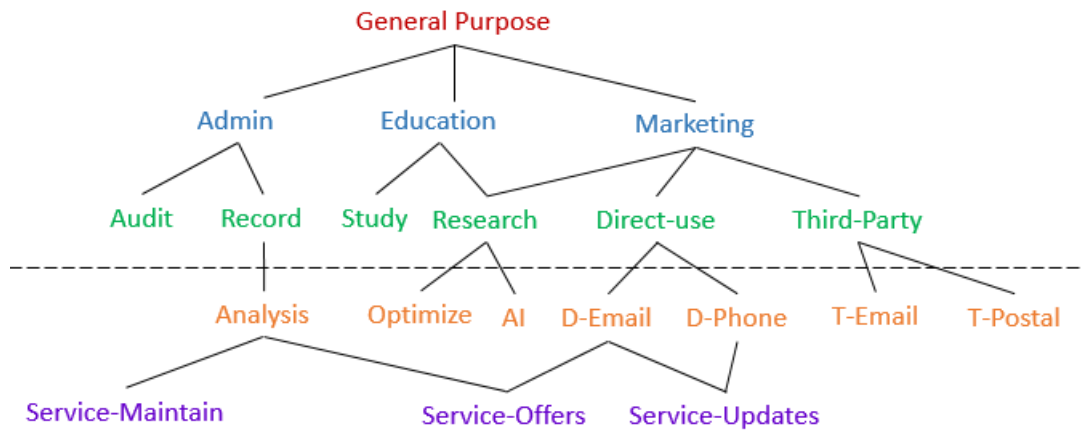 General Purpose
Admin Education Marketing
Audit Record Study Research Direct-use Third-Party
Analysis Optimize AI D-Email D-Phone T-Email T-Postal
Service-Maintain Service-Offers Service-Updates